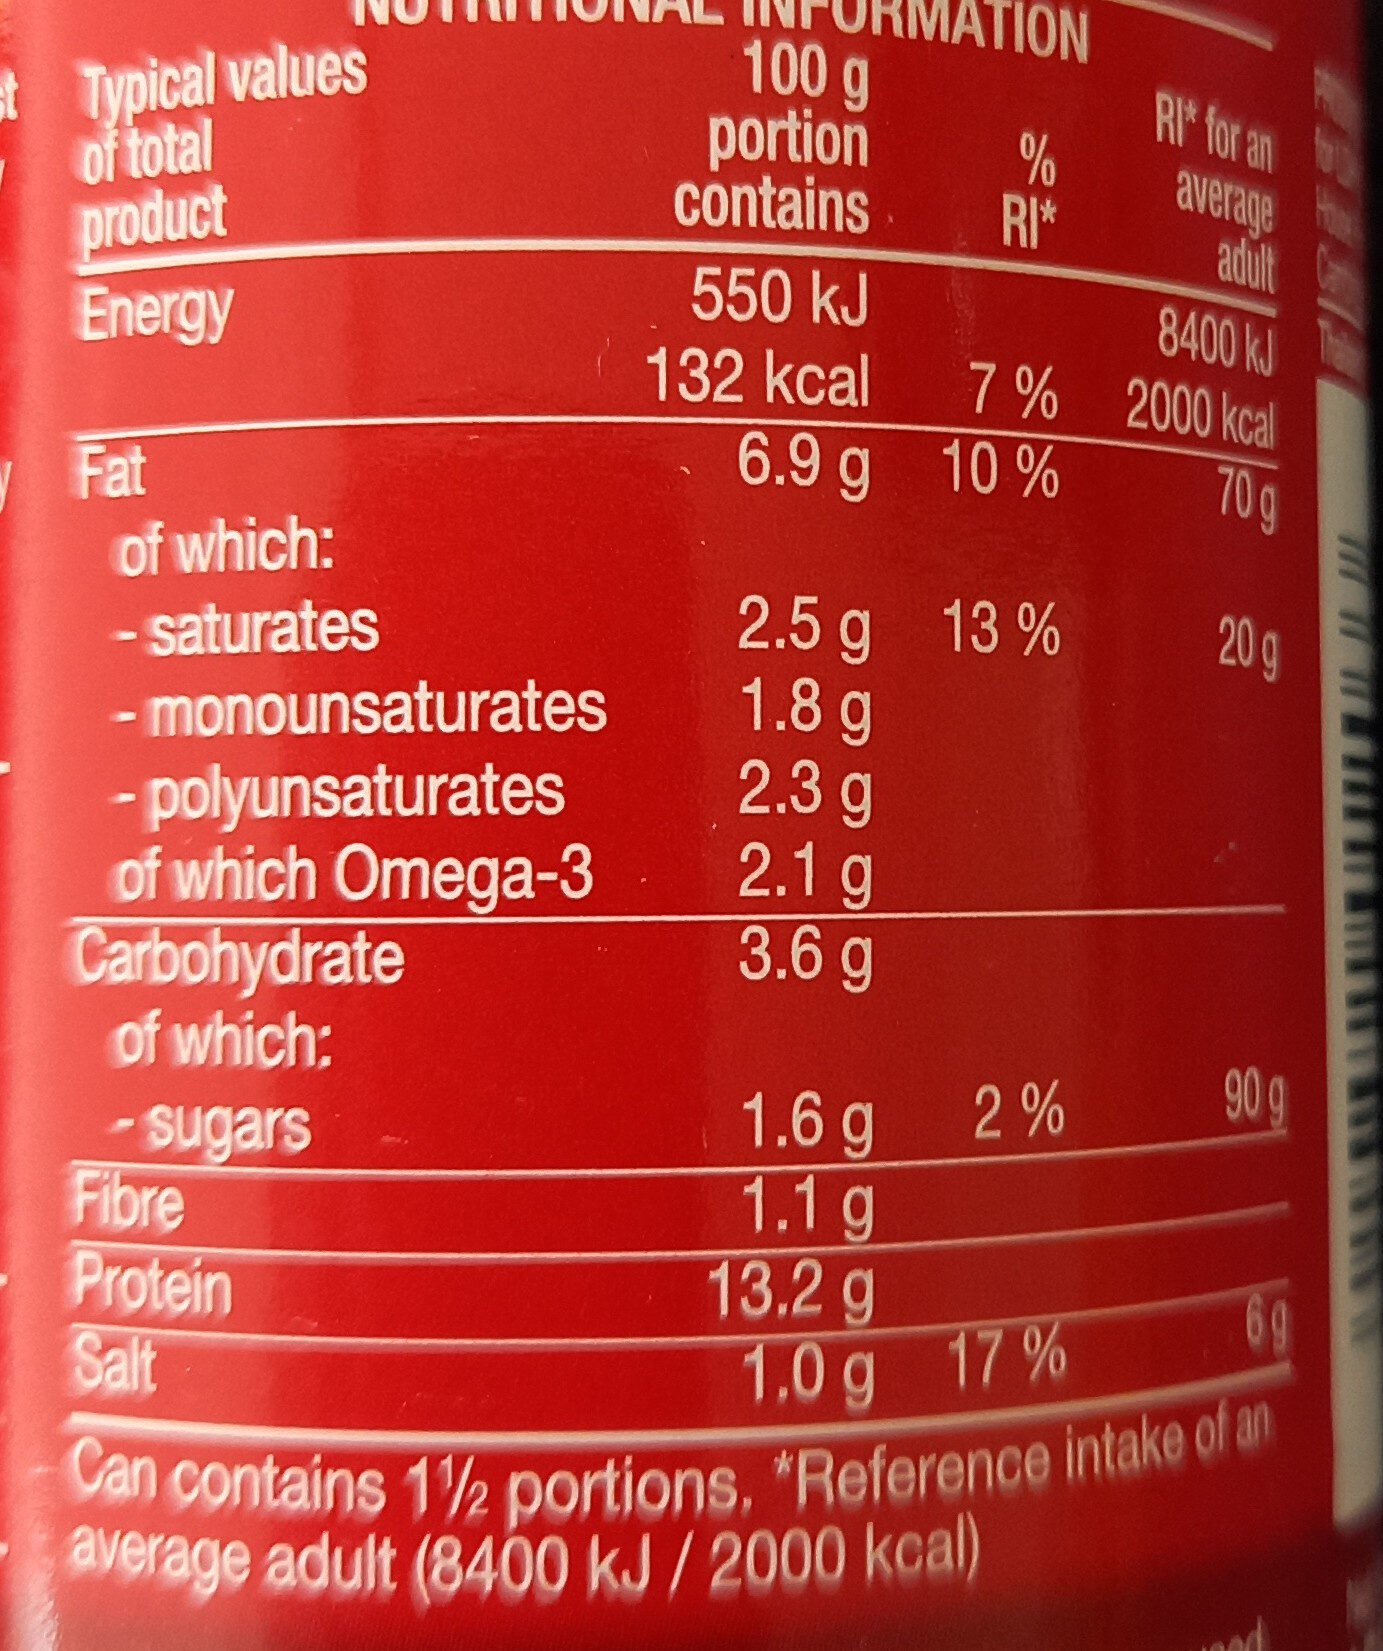 NUTRITIONAL INFORMATION
Typical values of total product 100 g portion contains % RI* RI* for an average adult
Energy 550 kJ 8400 kJ
132 kcal 7 % 2000 kcal
Fat 6.9 g 10 % 70 g
of which:
- saturates 2.5 g 13 % 20 g
- monounsaturates 1.8 g
- polyunsaturates 2.3 g
of which Omega-3 2.1 g
Carbohydrate 3.6 g
of which:
- sugars 1.6 g 2 % 90 g
Fibre 1.1 g
Protein 13.2 g
Salt 1.0 g 17 % 6 g
Can contains 1½ portions. *Reference intake of an
average adult (8400 kJ / 2000 kcal)